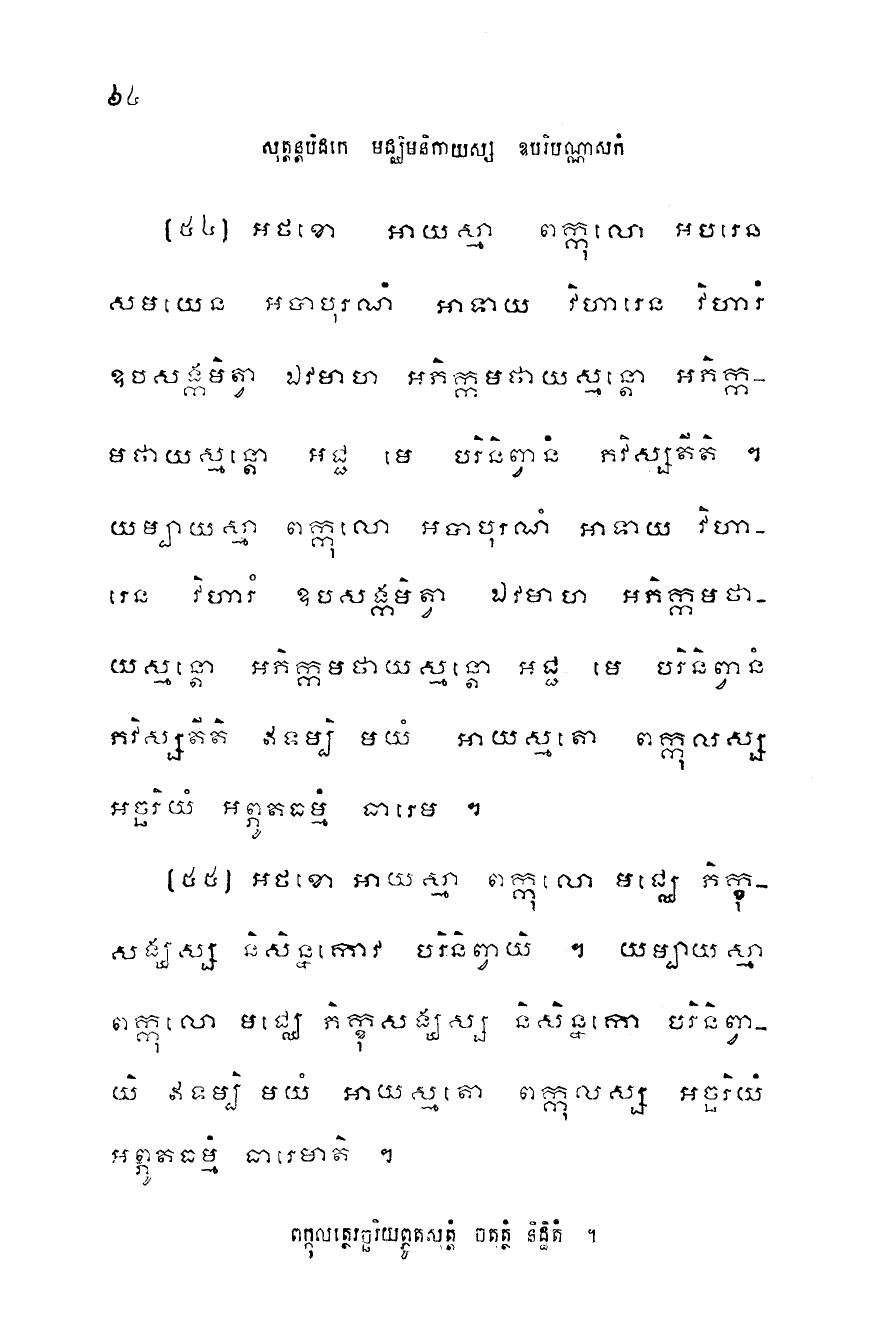 ៦៤
សុត្តន្តបិដកេ មជ្ឈិមនិកាយស្ស ឧបរិបណ្ណាសកំ
[៥៤] អថខោ អាយស្មា ពក្កុលោ អបរេន
សមយេន អបាបុរណំ អាទាយ វិហារេន វិហារំ
ឧបសង្កមិត្វា ឯវមាហ អភិក្កមថាយស្មន្តោ អភិក្ក-
មថាយស្មន្តោ អជ្ជ មេ បរិនិព្វានំ ភវិស្សតីតិ ។
យម្បាយស្មា ពក្កុលោ អបាបុរណំ អាទាយ វិហា-
រេន វិហារំ ឧបសង្កមិត្វា ឯវមាហ អភិក្កមថា-
យស្មន្តោ អភិក្កមថាយស្មន្តោ អជ្ជ មេ បរិនិព្វានំ
ភវិស្សតីតិ ឥទម្បិ មយំ អាយស្មតោ ពក្កុលស្ស
អច្ឆរិយំ អព្ភូតធម្មំ ធារេម ។
[៥៥] អថខោ អាយស្មា ពក្កុលោ មជ្ឈេ ភិក្ខុ-
សង្ឃស្ស និសិន្នកោវ បរិនិព្វាយិ ។ យម្បាយស្មា
ពក្កុលោ មជ្ឈេ ភិក្ខុសង្ឃស្ស និសិន្នកោ បរិនិព្វា-
យិ ឥទម្បិ មយំ អាយស្មតោ ពក្កុលស្ស អច្ឆរិយំ
អព្ភូតធម្មំ ធារេមាតិ ។
ពក្កុលត្ថេរច្ឆរិយព្ភូតសុត្តំ ចតុត្ថំ និដ្ឋិតំ ។